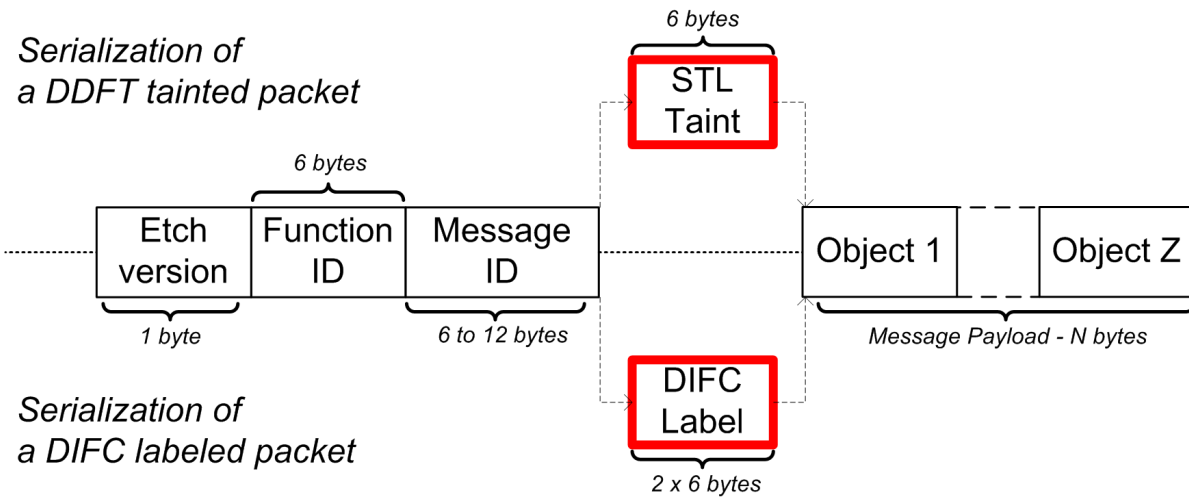 6 bytes
Serialization of
a DDFT tainted packet
STL
Taint
6 bytes
Etch
version
Function
ID
Message
ID
Object 1
Object Z
1 byte
6 to 12 bytes
Message Payload - N bytes
Serialization of
a DIFC labeled packet
DIFC
Label
2 x 6 bytes